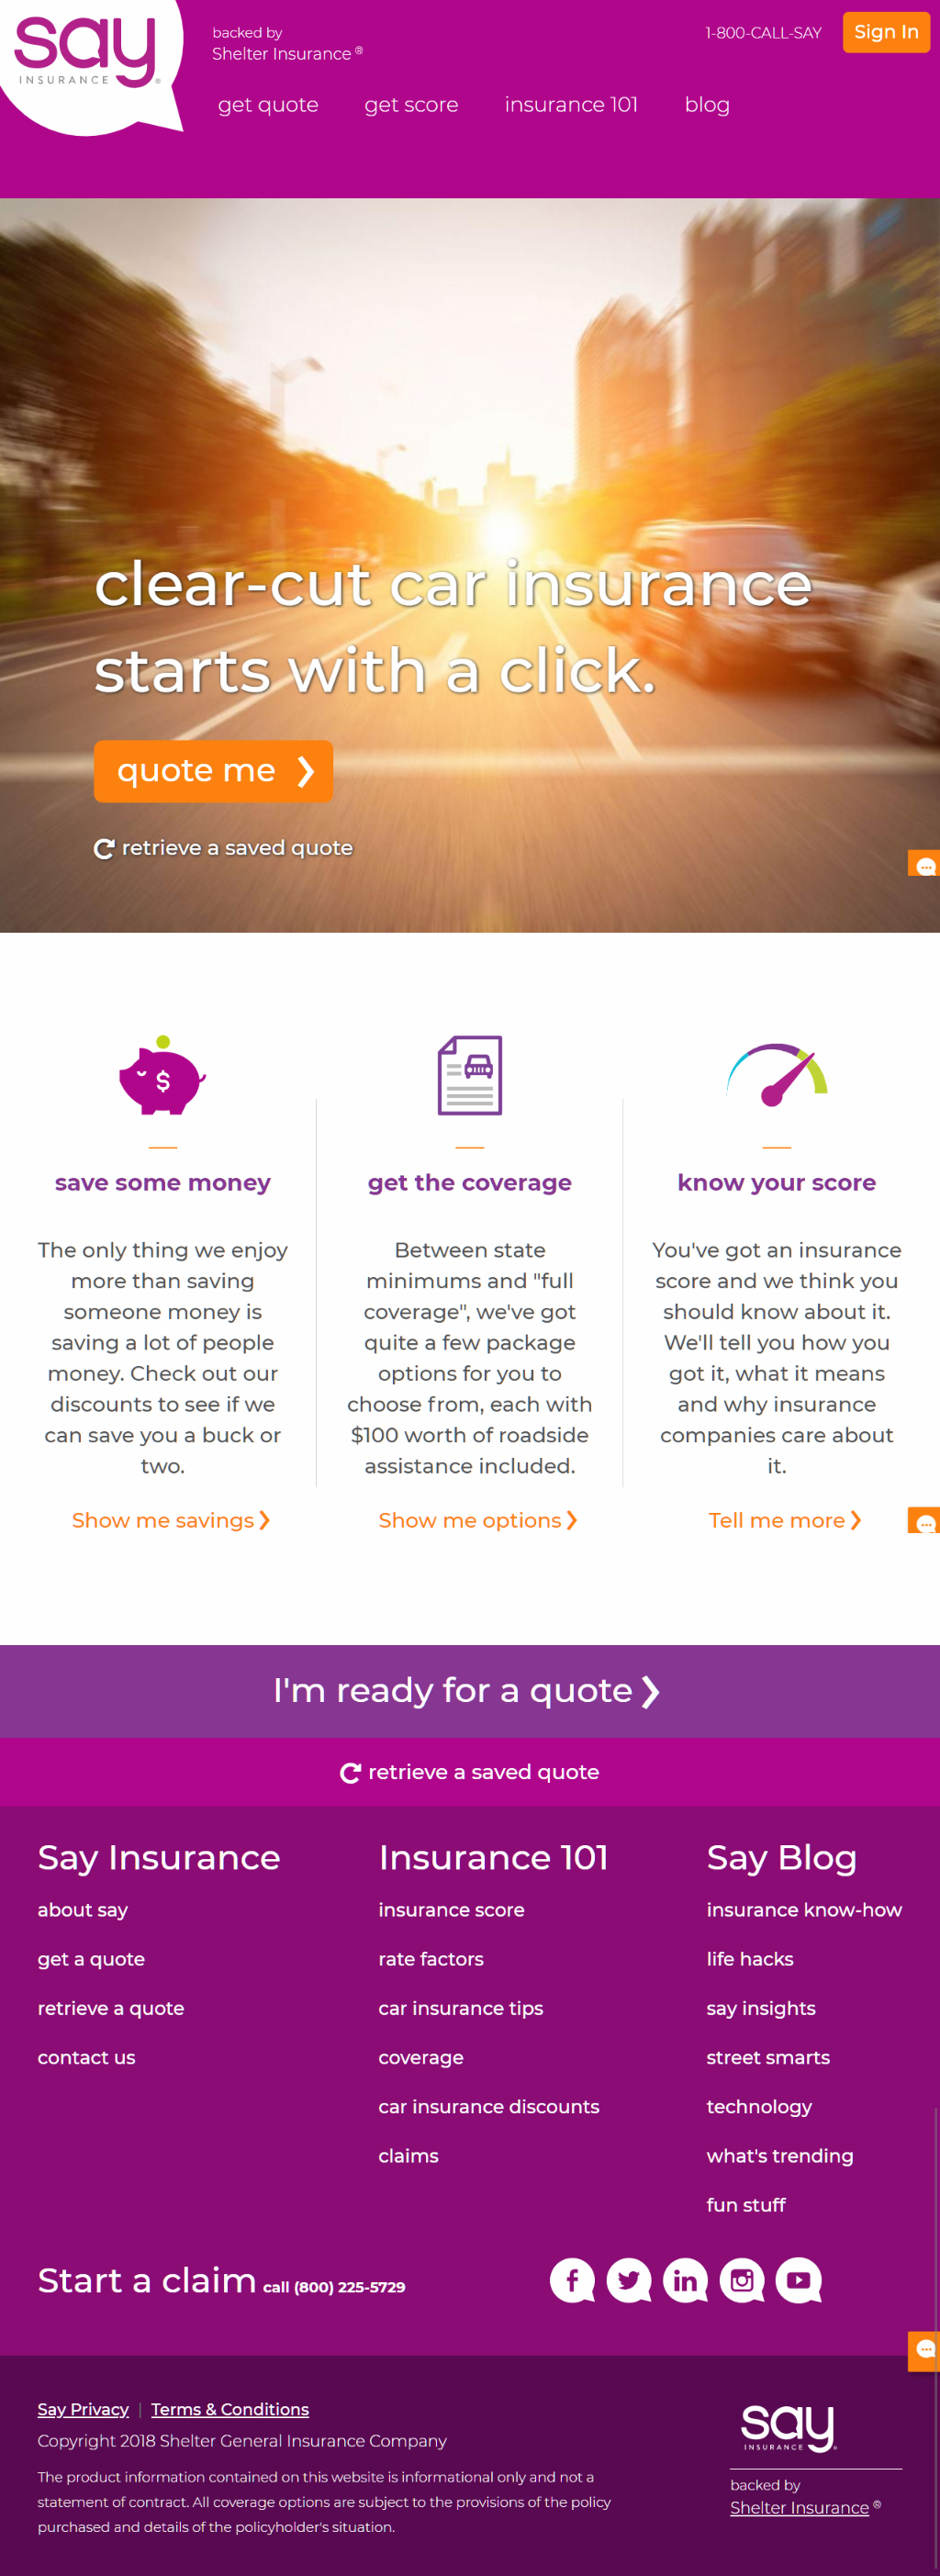 say
INSURANCE®
backed by
Shelter Insurance ®
1-800-CALL-SAY
Sign In
get quote
get score
insurance 101
blog
clear-cut car insurance
starts with a click.
quote me
retrieve a saved quote
$
save some money
The only thing we enjoy
more than saving
someone money is
saving a lot of people
money. Check out our
discounts to see if we
can save you a buck or
two.
Show me savings
get the coverage
Between state
minimums and "full
coverage", we've got
quite a few package
options for you to
choose from, each with
$100 worth of roadside
assistance included.
Show me options
know your score
You've got an insurance
score and we think you
should know about it.
We'll tell you how you
got it, what it means
and why insurance
companies care about
it.
Tell me more
I'm ready for a quote
retrieve a saved quote
Say Insurance
about say
get a quote
retrieve a quote
contact us
Insurance 101
insurance score
rate factors
car insurance tips
coverage
car insurance discounts
claims
Say Blog
insurance know-how
life hacks
say insights
street smarts
technology
what's trending
fun stuff
Start a claim call (800) 225-5729
f
in
Say Privacy | Terms & Conditions
Copyright 2018 Shelter General Insurance Company
The product information contained on this website is informational only and not a
statement of contract. All coverage options are subject to the provisions of the policy
purchased and details of the policyholder's situation.
say
INSURANCE®
backed by
Shelter Insurance ®